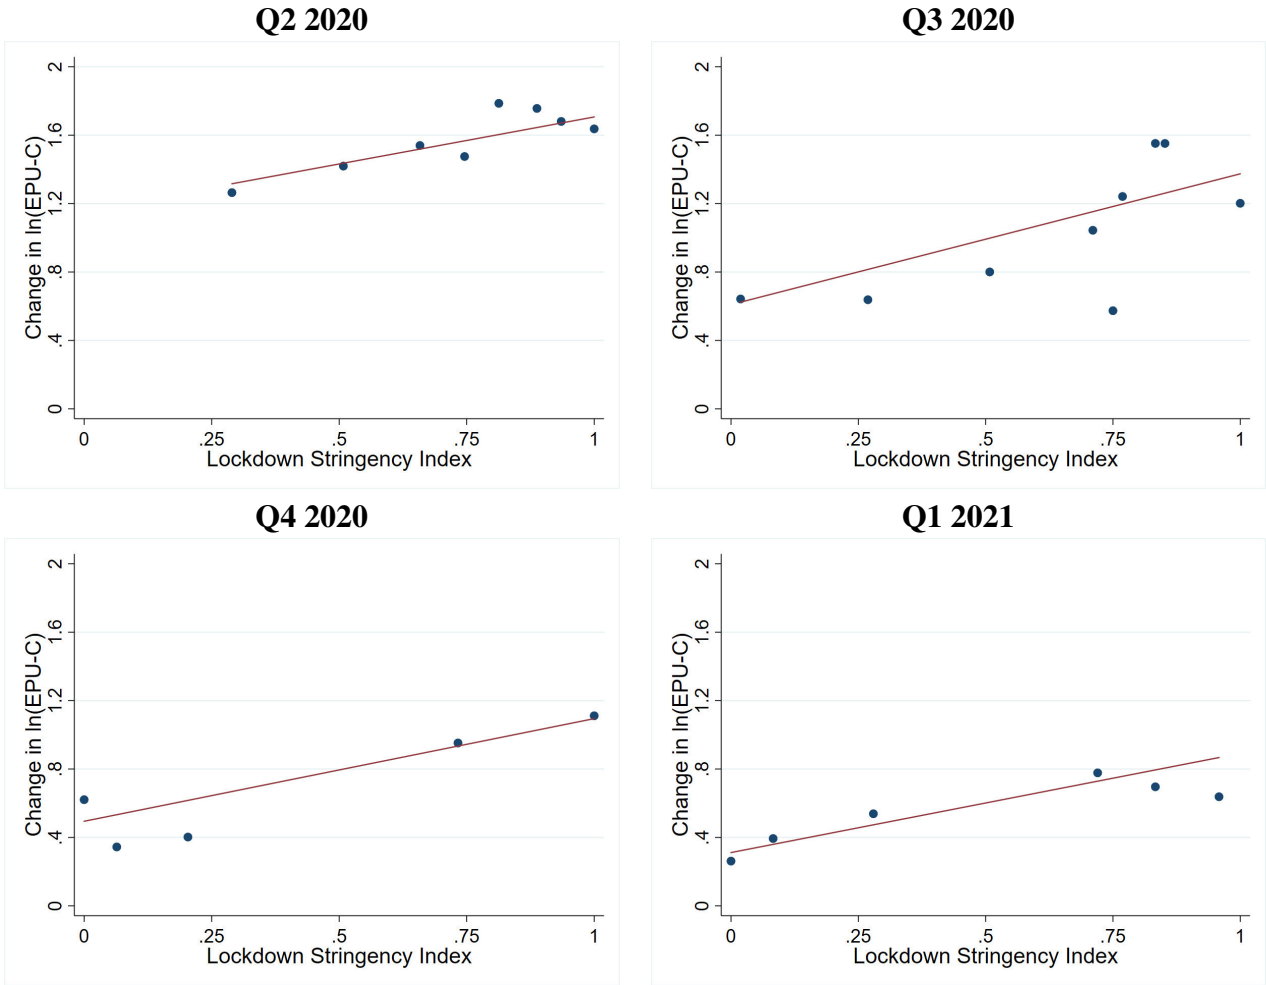 Q2 2020
Change in ln(EPU-C)
2
1.6
1.2
.8
.4
0
0 .25 .5 .75 1
Lockdown Stringency Index
Q3 2020
Change in ln(EPU-C)
2
1.6
1.2
.8
.4
0
0 .25 .5 .75 1
Lockdown Stringency Index
Q4 2020
Change in ln(EPU-C)
2
1.6
1.2
.8
.4
0
0 .25 .5 .75 1
Lockdown Stringency Index
Q1 2021
Change in ln(EPU-C)
2
1.6
1.2
.8
.4
0
0 .25 .5 .75 1
Lockdown Stringency Index